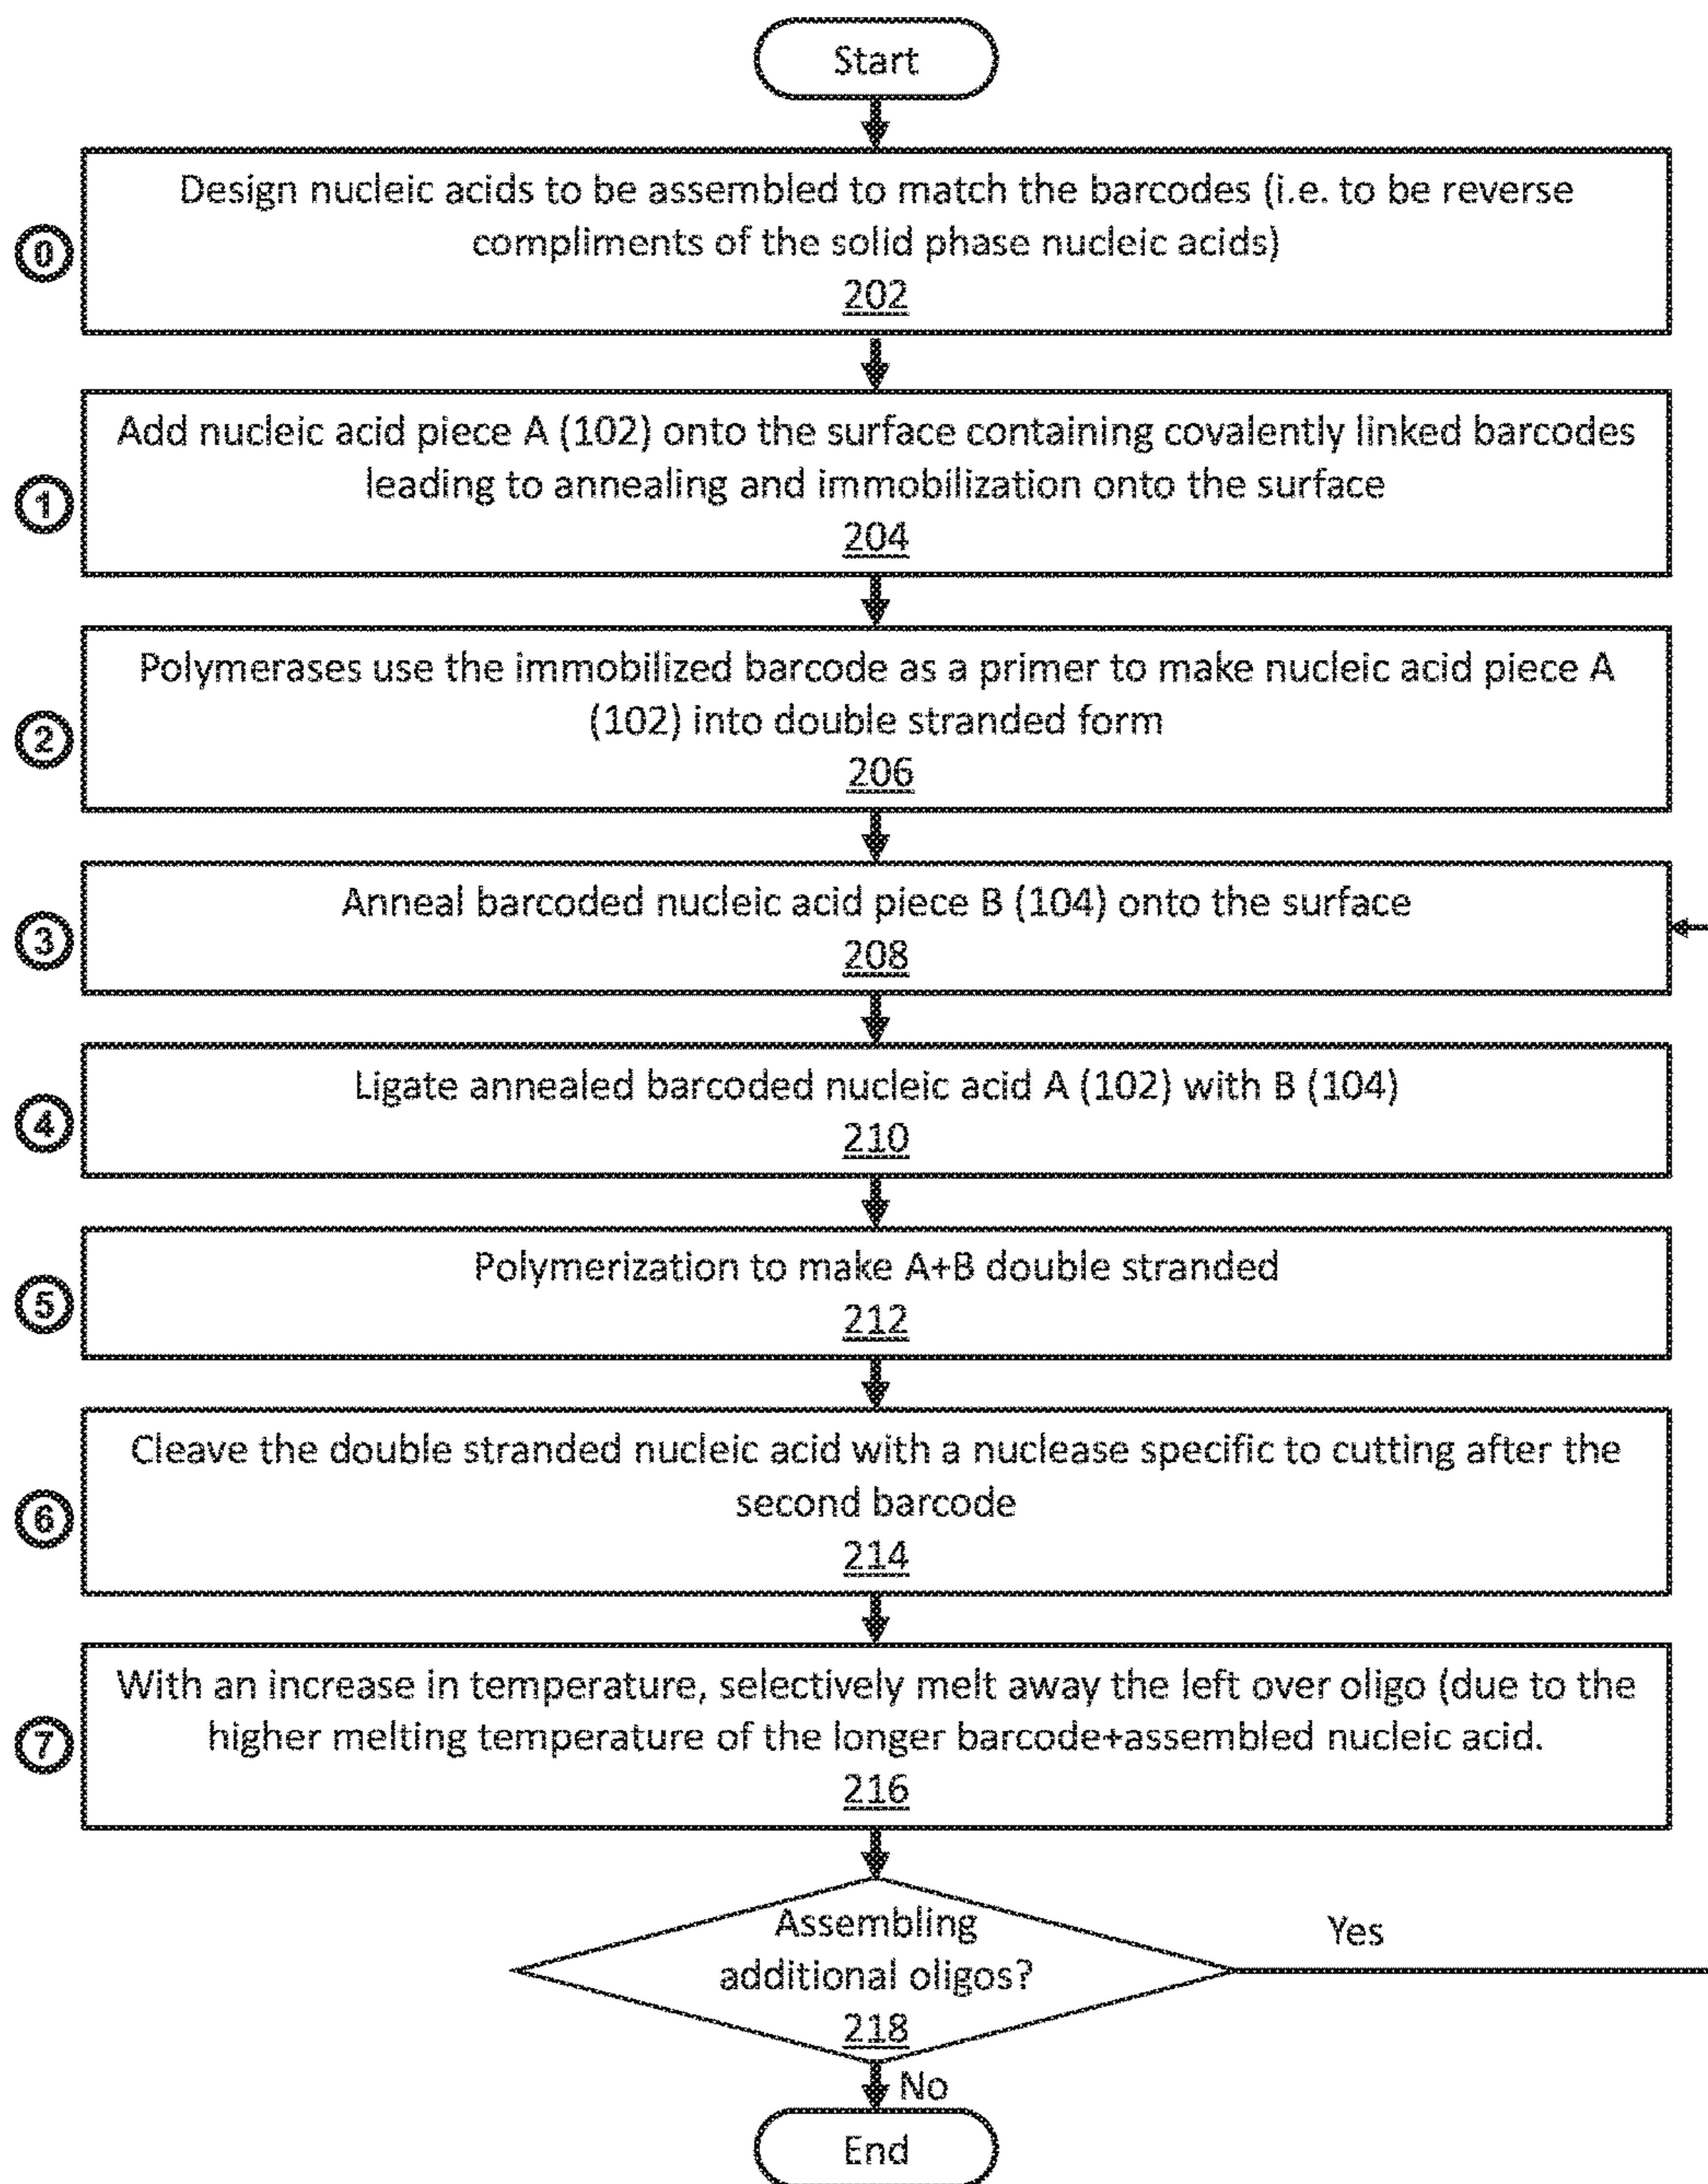 Start
Design nucleic acids to be assembled to match the barcodes (i.e. to be reverse
compliments of the solid phase nucleic acids)
0
202
Add nucleic acid piece A (102) onto the surface containing covalently linked barcodes
leading to annealing and immobilization onto the surface
1
204
Polymerases use the immobilized barcode as a primer to make nucleic acid piece A
(102) into double stranded form
2
206
Anneal barcoded nucleic acid piece B (104) onto the surface
3
208
Ligate annealed barcoded nucleic acid A (102) with B (104)
4
210
Polymerization to make A+B double stranded
5
212
Cleave the double stranded nucleic acid with a nuclease specific to cutting after the
second barcode
6
214
With an increase in temperature, selectively melt away the left over oligo (due to the
higher melting temperature of the longer barcode+assembled nucleic acid.
7
216
Assembling
Yes
additional oligos?
218
No
End